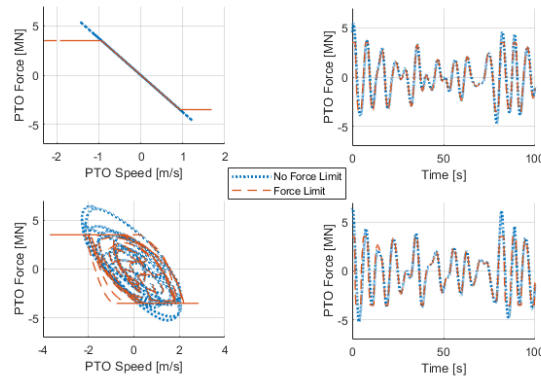 PTO Force [MN]
5
0
-5
-2
-1
0
1
2
PTO Speed [m/s]
PTO Force [MN]
5
0
-5
0
50
100
Time [s]
No Force Limit
Force Limit
PTO Force [MN]
5
0
-5
-4
-2
0
2
4
PTO Speed [m/s]
PTO Force [MN]
5
0
-5
0
50
100
Time [s]